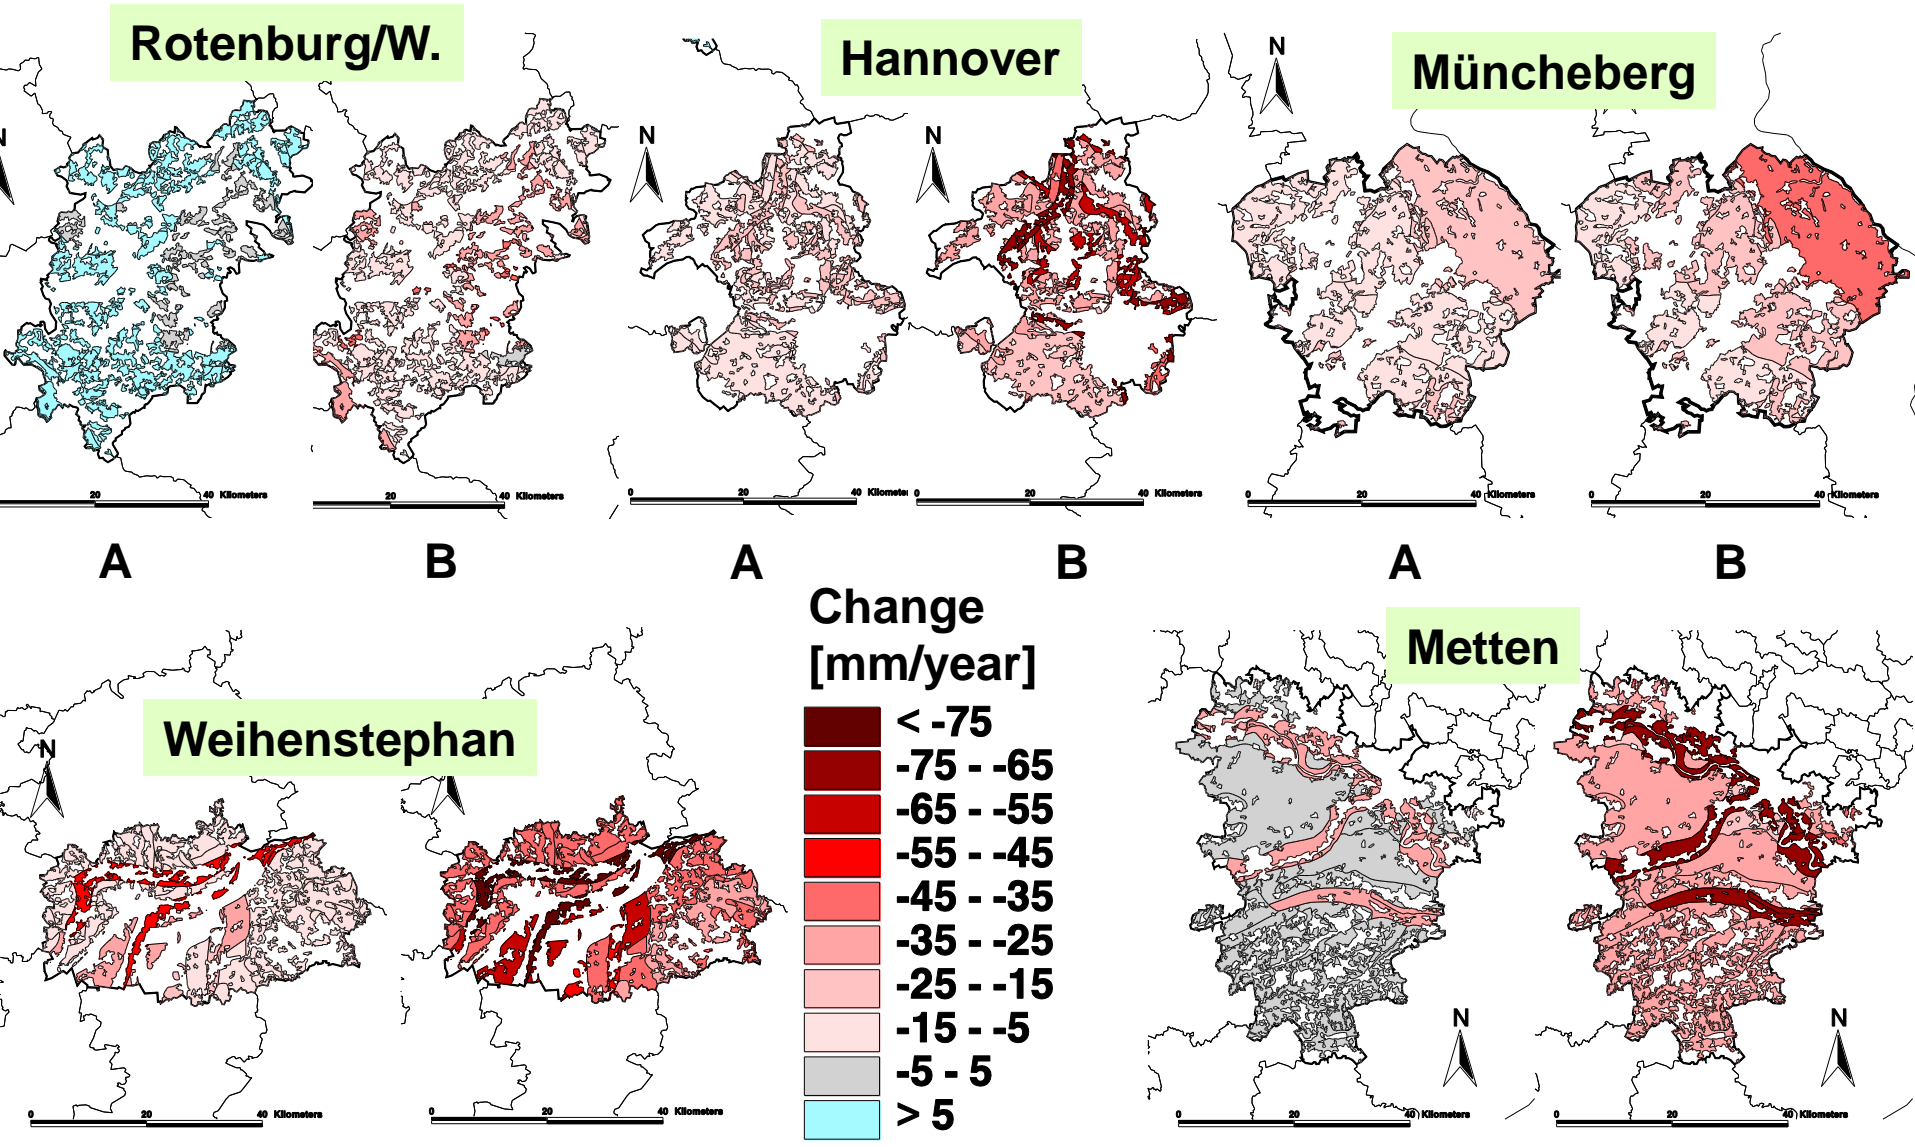 Rotenburg/W.
Hannover
Müncheberg
N
N
N
N
20
40 Kilometers
20
40 Kilometers
0
20
40 Kilometers
0
20
40 Kilometers
0
20
40 Kilometers
0
20
40 Kilometers
A
B
A
B
A
B
Change
[mm/year]
< -75
-75 - -65
-65 - -55
-55 - -45
-45 - -35
-35 - -25
-25 - -15
-15 - -5
-5 - 5
> 5
Weihenstephan
N
0
20
40 Kilometers
0
20
40 Kilometers
Metten
N
N
0
20
40 Kilometers
0
20
40 Kilometers